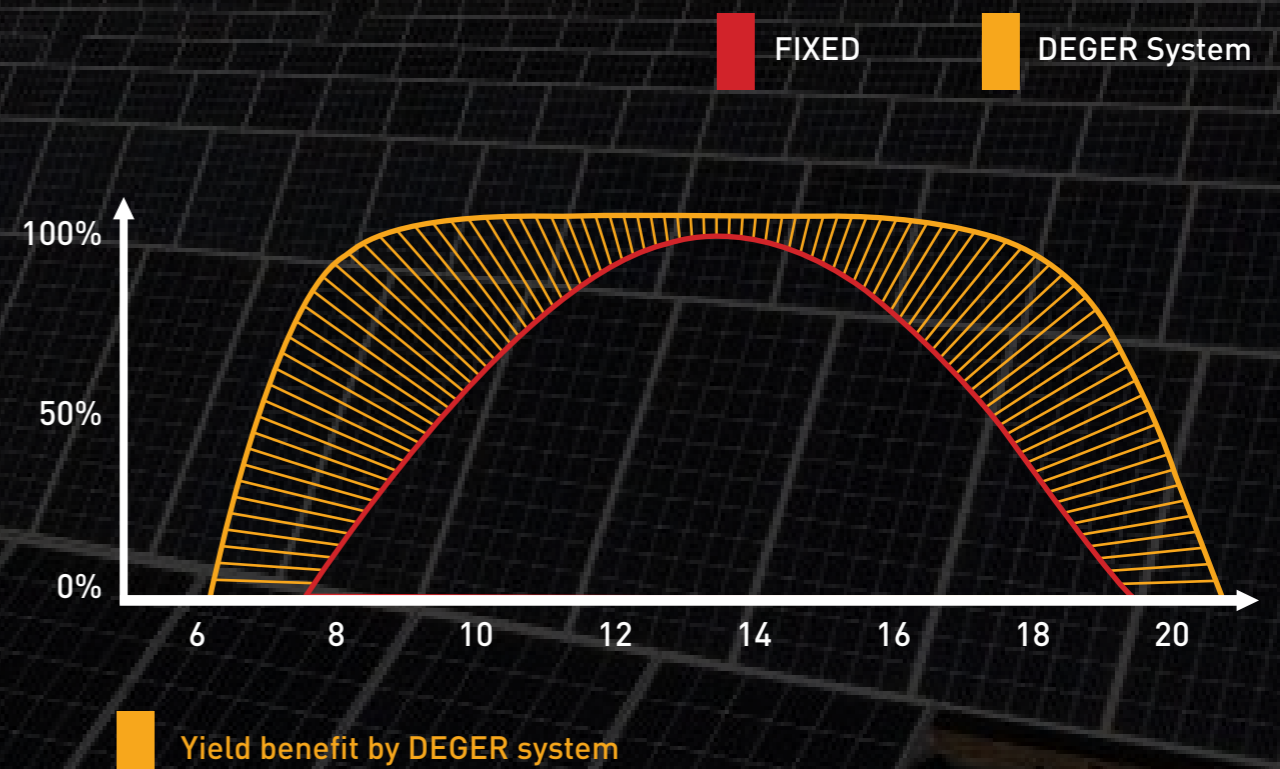 FIXED
DEGER System
100%
50%
0%
6 8 10 12 14 16 18 20
Yield benefit by DEGER system